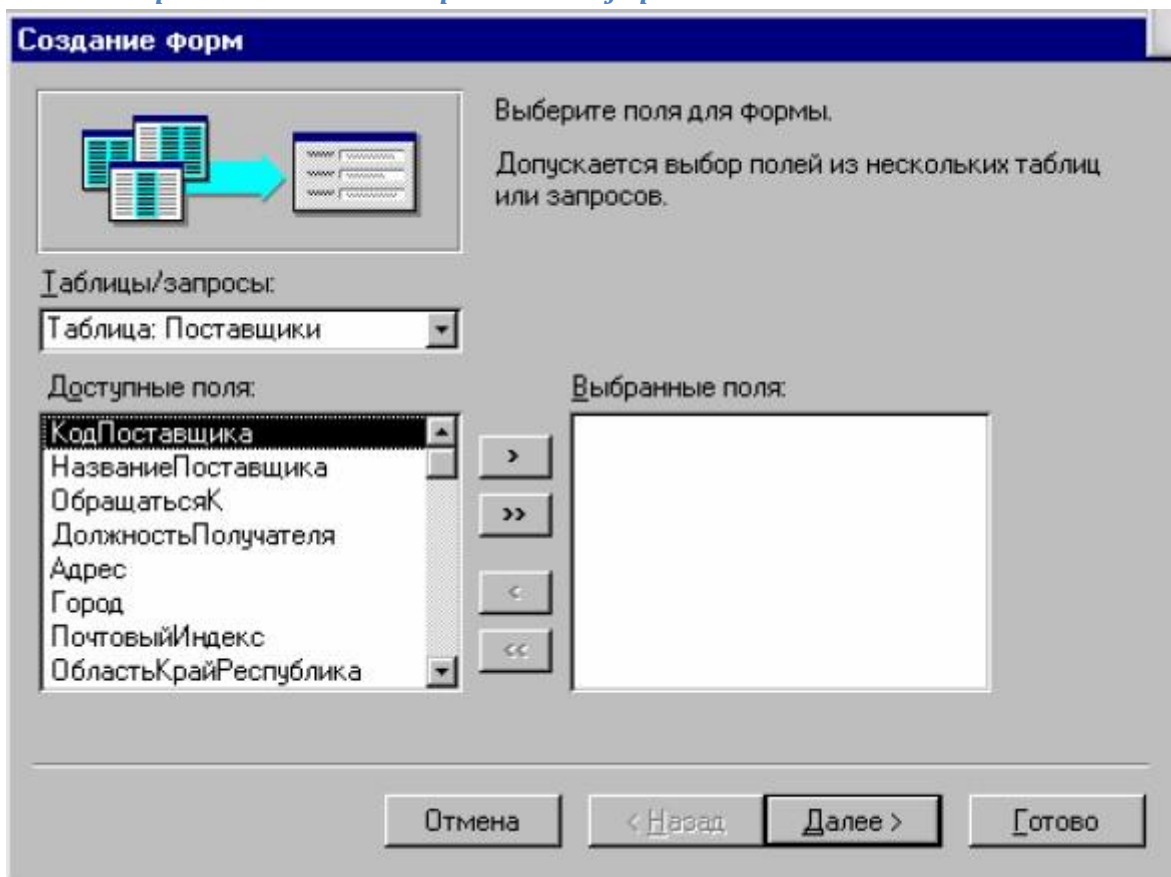 Создание форм
Выберите поля для формы.
Допускается выбор полей из нескольких таблиц
или запросов.
Таблицы/запросы:
Таблица: Поставщики
Доступные поля:
Выбранные поля:
КодПоставщика
НазваниеПоставщика
ОбращатьсяК
ДолжностьПолучателя
Адрес
Город
ПочтовыйИндекс
ОбластьКрайРеспублика
>
>>
<
<<
Отмена
< Назад
Далее >
Готово